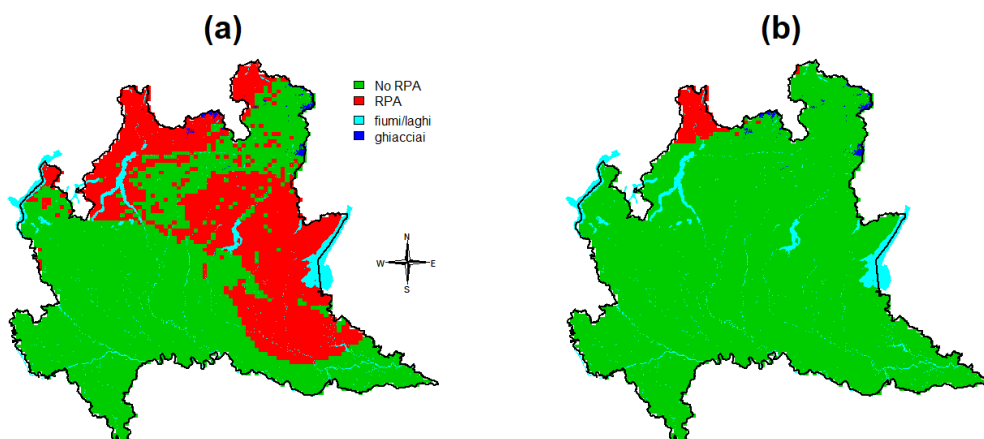 (a)
(b)
No RPA
RPA
fiumi/laghi
ghiacciai
N
W E
S